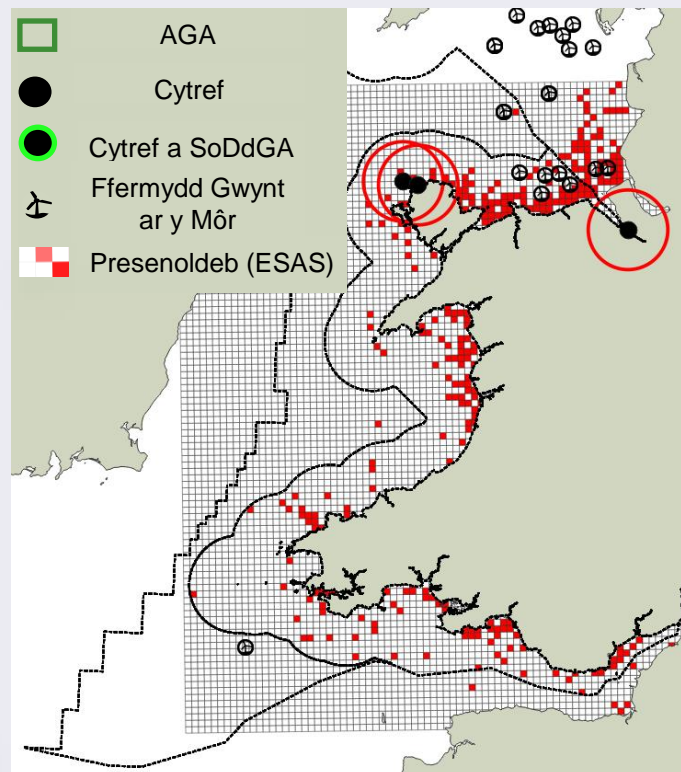 AGA
Cytref
Cytref a SoDdGA
Ffermydd Gwynt
ar y Môr
Presenoldeb (ESAS)